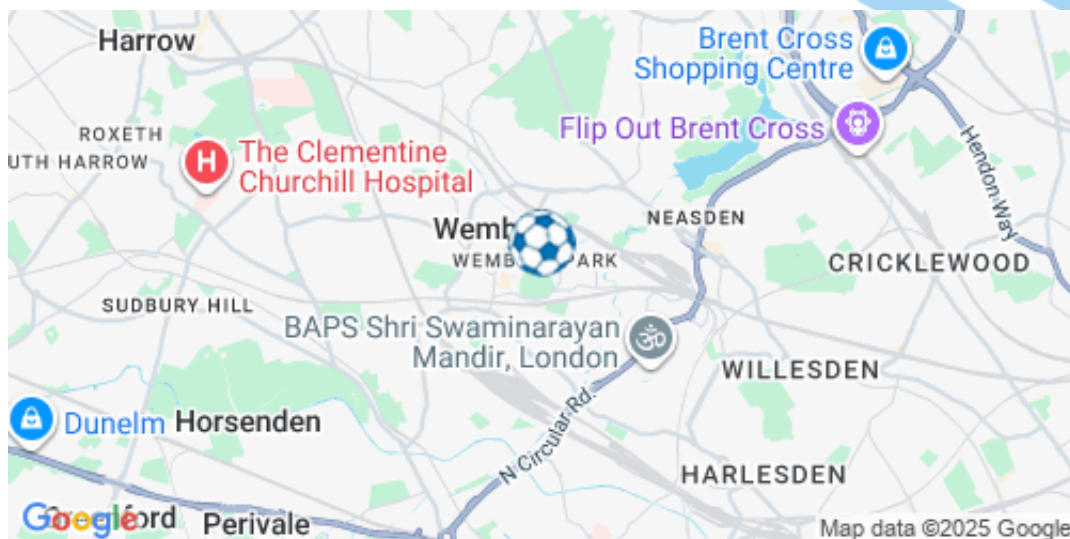 Harrow
Brent Cross
Shopping Centre
ROXETH
UTH HARROW
Flip Out Brent Cross
The Clementine
Churchill Hospital
Hendon Way
NEASDEN
Wemb
WEMB
ARK
CRICKLEWOOD
SUDBURY HILL
BAPS Shri Swaminarayan
Mandir, London
WILLESDEN
Dunelm
Horsenden
N Circular Rd.
HARLESDEN
Google
ford
Perivale
Map data ©2025 Google